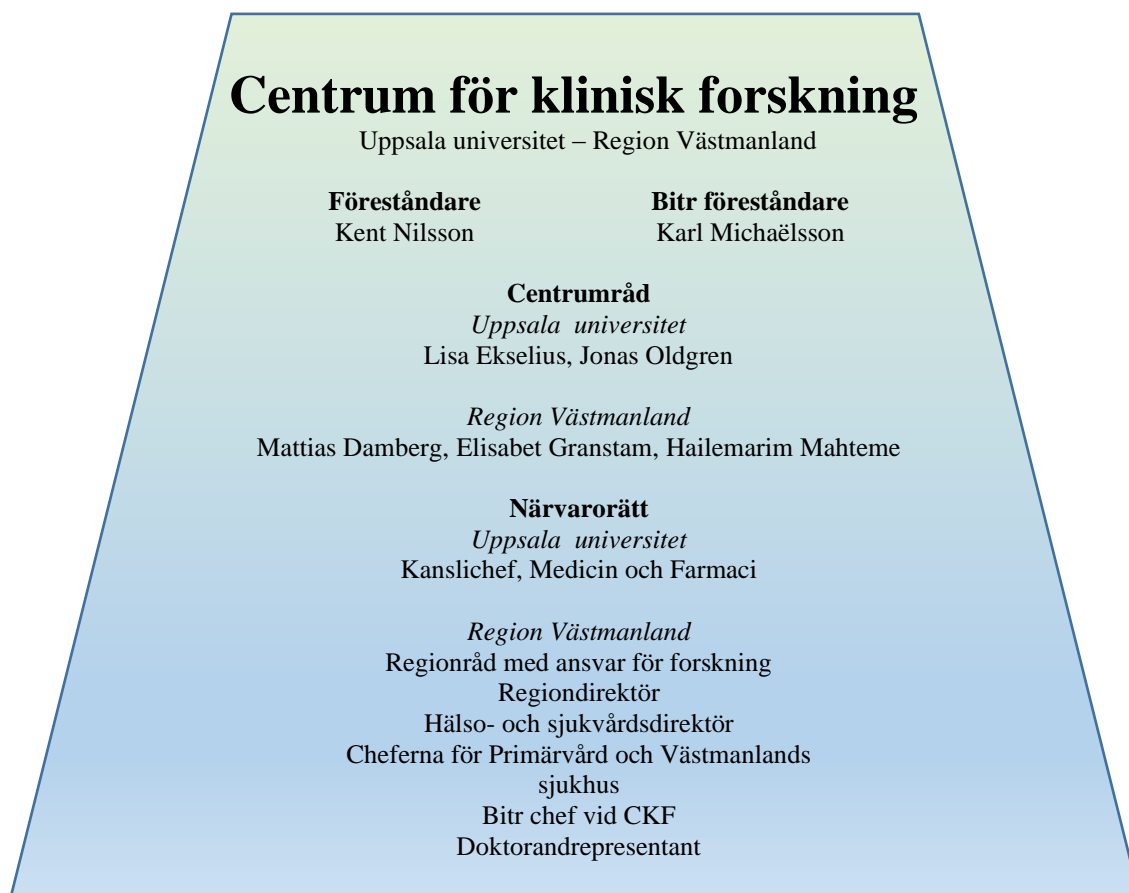 Centrum för klinisk forskning
Uppsala universitet – Region Västmanland
Föreståndare Bitr föreståndare
Kent Nilsson Karl Michaëlsson
Centrumråd
Uppsala universitet
Lisa Ekselius, Jonas Oldgren
Region Västmanland
Mattias Damberg, Elisabet Granstam, Hailemarim Mahteme
Närvarorätt
Uppsala universitet
Kanslichef, Medicin och Farmaci
Region Västmanland
Regionråd med ansvar för forskning
Regiondirektör
Hälso- och sjukvårdsdirektör
Cheferna för Primärvård och Västmanlands
sjukhus
Bitr chef vid CKF
Doktorandrepresentant